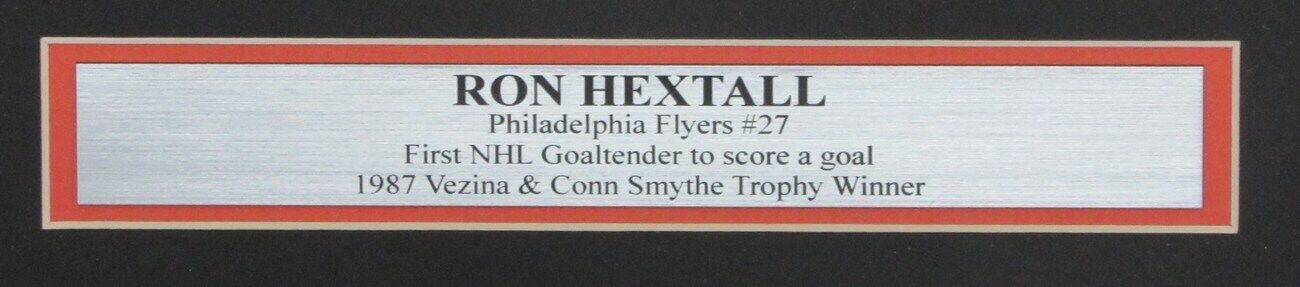 RON HEXTALL
Philadelphia Flyers #27
First NHL Goaltender to score a goal
1987 Vezina & Conn Smythe Trophy Winner